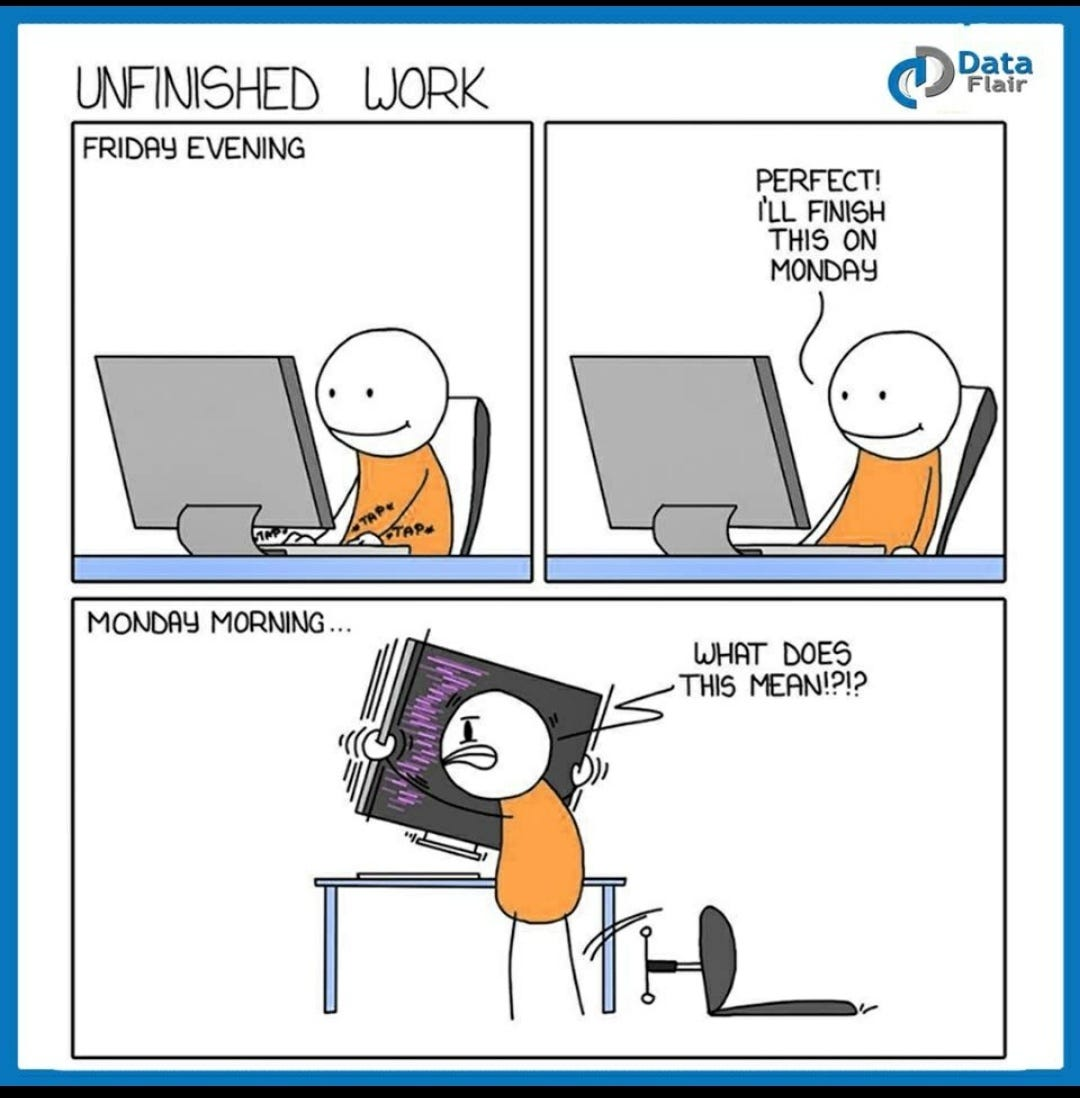 UNFINISHED WORK
Data
Flair
FRIDAY EVENING
*TAP*
*TAP*
*TAP*
PERFECT!
I'LL FINISH
THIS ON
MONDAY
MONDAY MORNING...
WHAT DOES
THIS MEAN!?!?